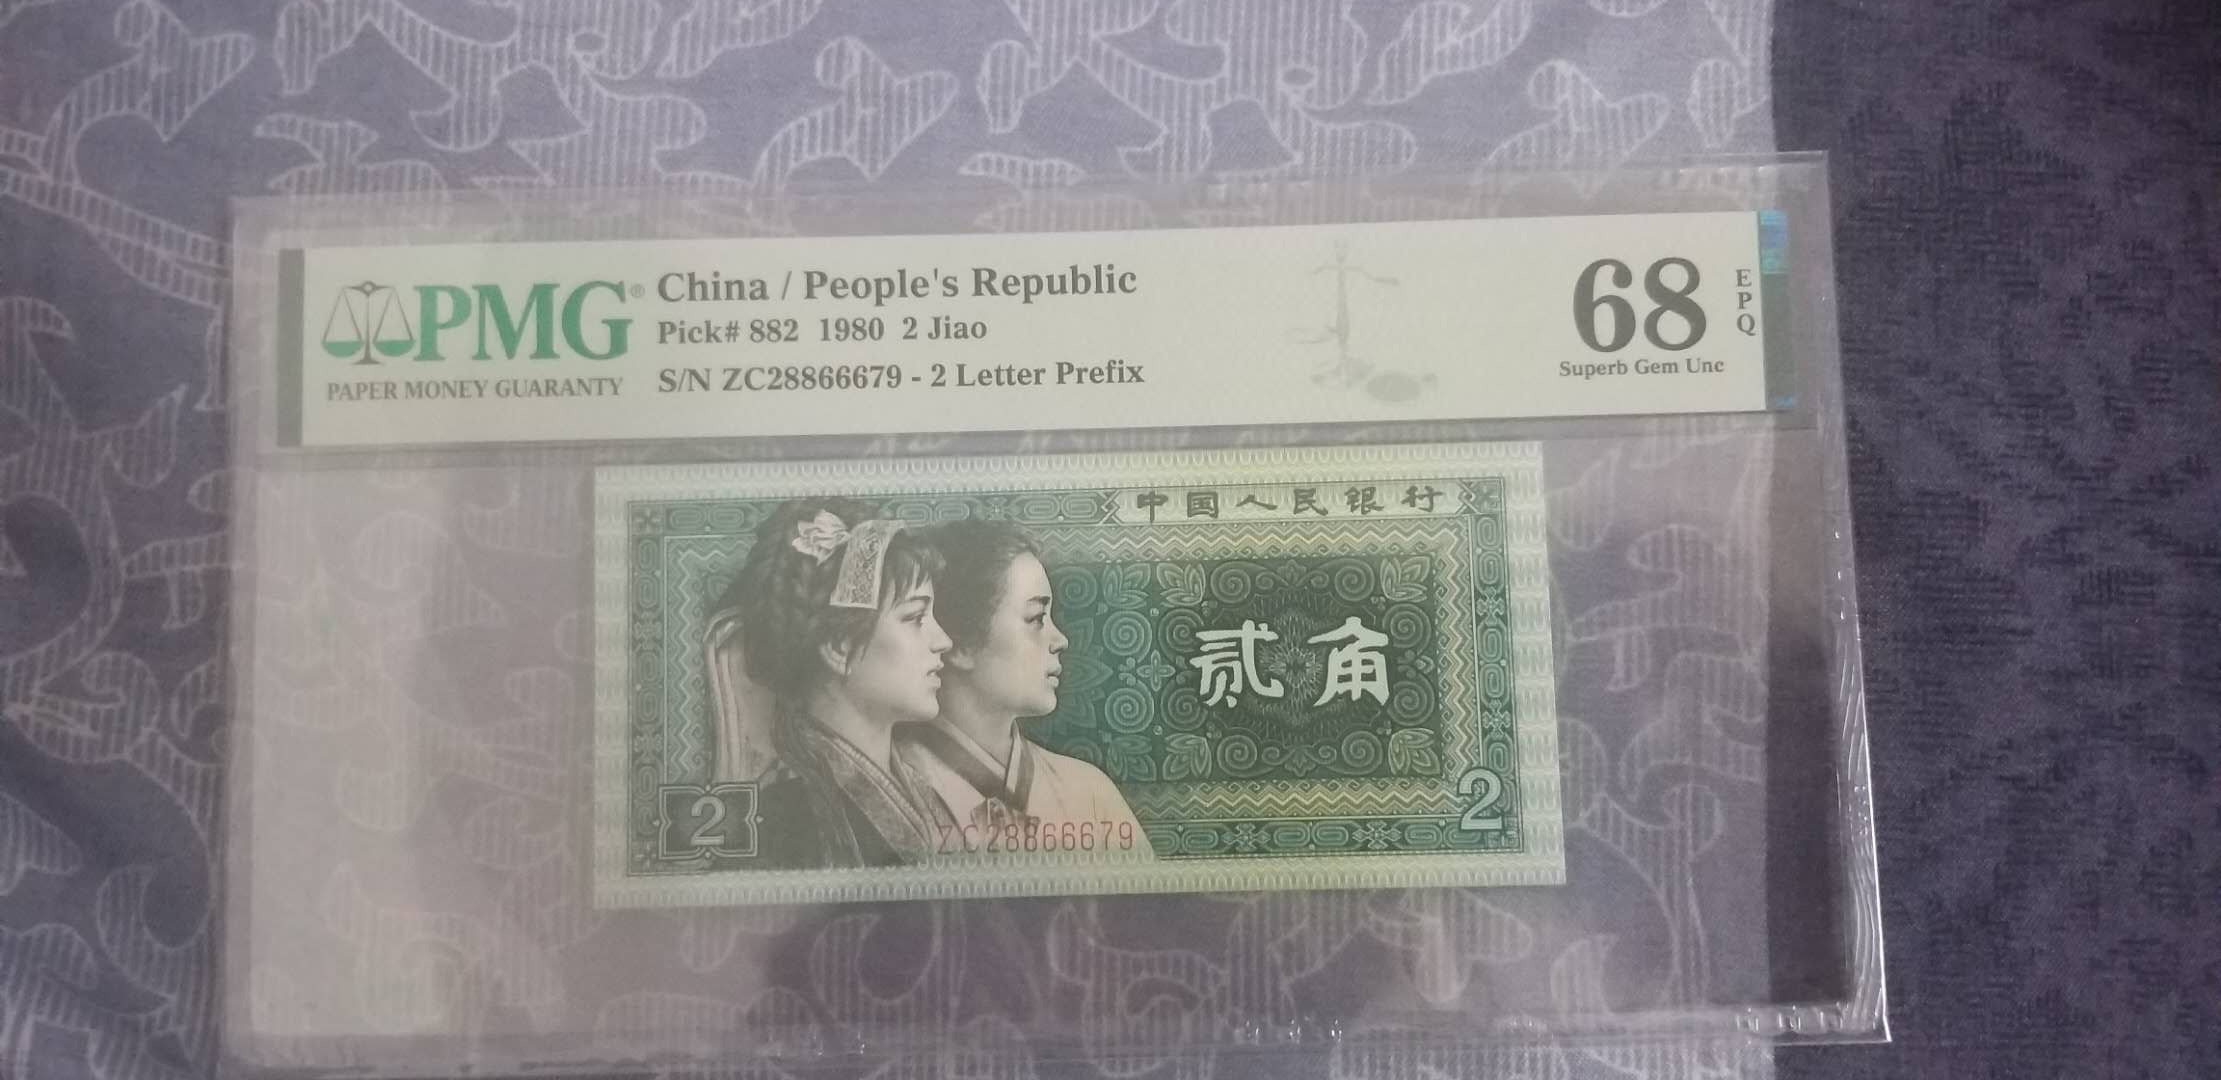 PMG®
PAPER MONEY GUARANTY
China / People's Republic
Pick# 882 1980 2 Jiao
S/N ZC28866679 - 2 Letter Prefix
68
EPQ
Superb Gem Unc
中国人民银行
贰角
2
2
ZC28866679